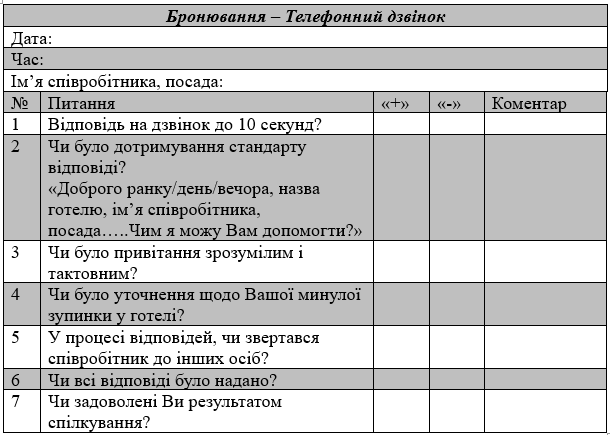 Бронювання – Телефонний дзвінок
Дата:
Час:
Ім’я співробітника, посада:
№ Питання «+» «-» Коментар
1 Відповідь на дзвінок до 10 секунд?
2 Чи було дотримування стандарту
відповіді?
«Доброго ранку/день/вечора, назва
готелю, ім’я співробітника,
посада…..Чим я можу Вам допомогти?»
3 Чи було привітання зрозумілим і
тактовним?
4 Чи було уточнення щодо Вашої минулої
зупинки у готелі?
5 У процесі відповідей, чи звертався
співробітник до інших осіб?
6 Чи всі відповіді було надано?
7 Чи задоволені Ви результатом
спілкування?